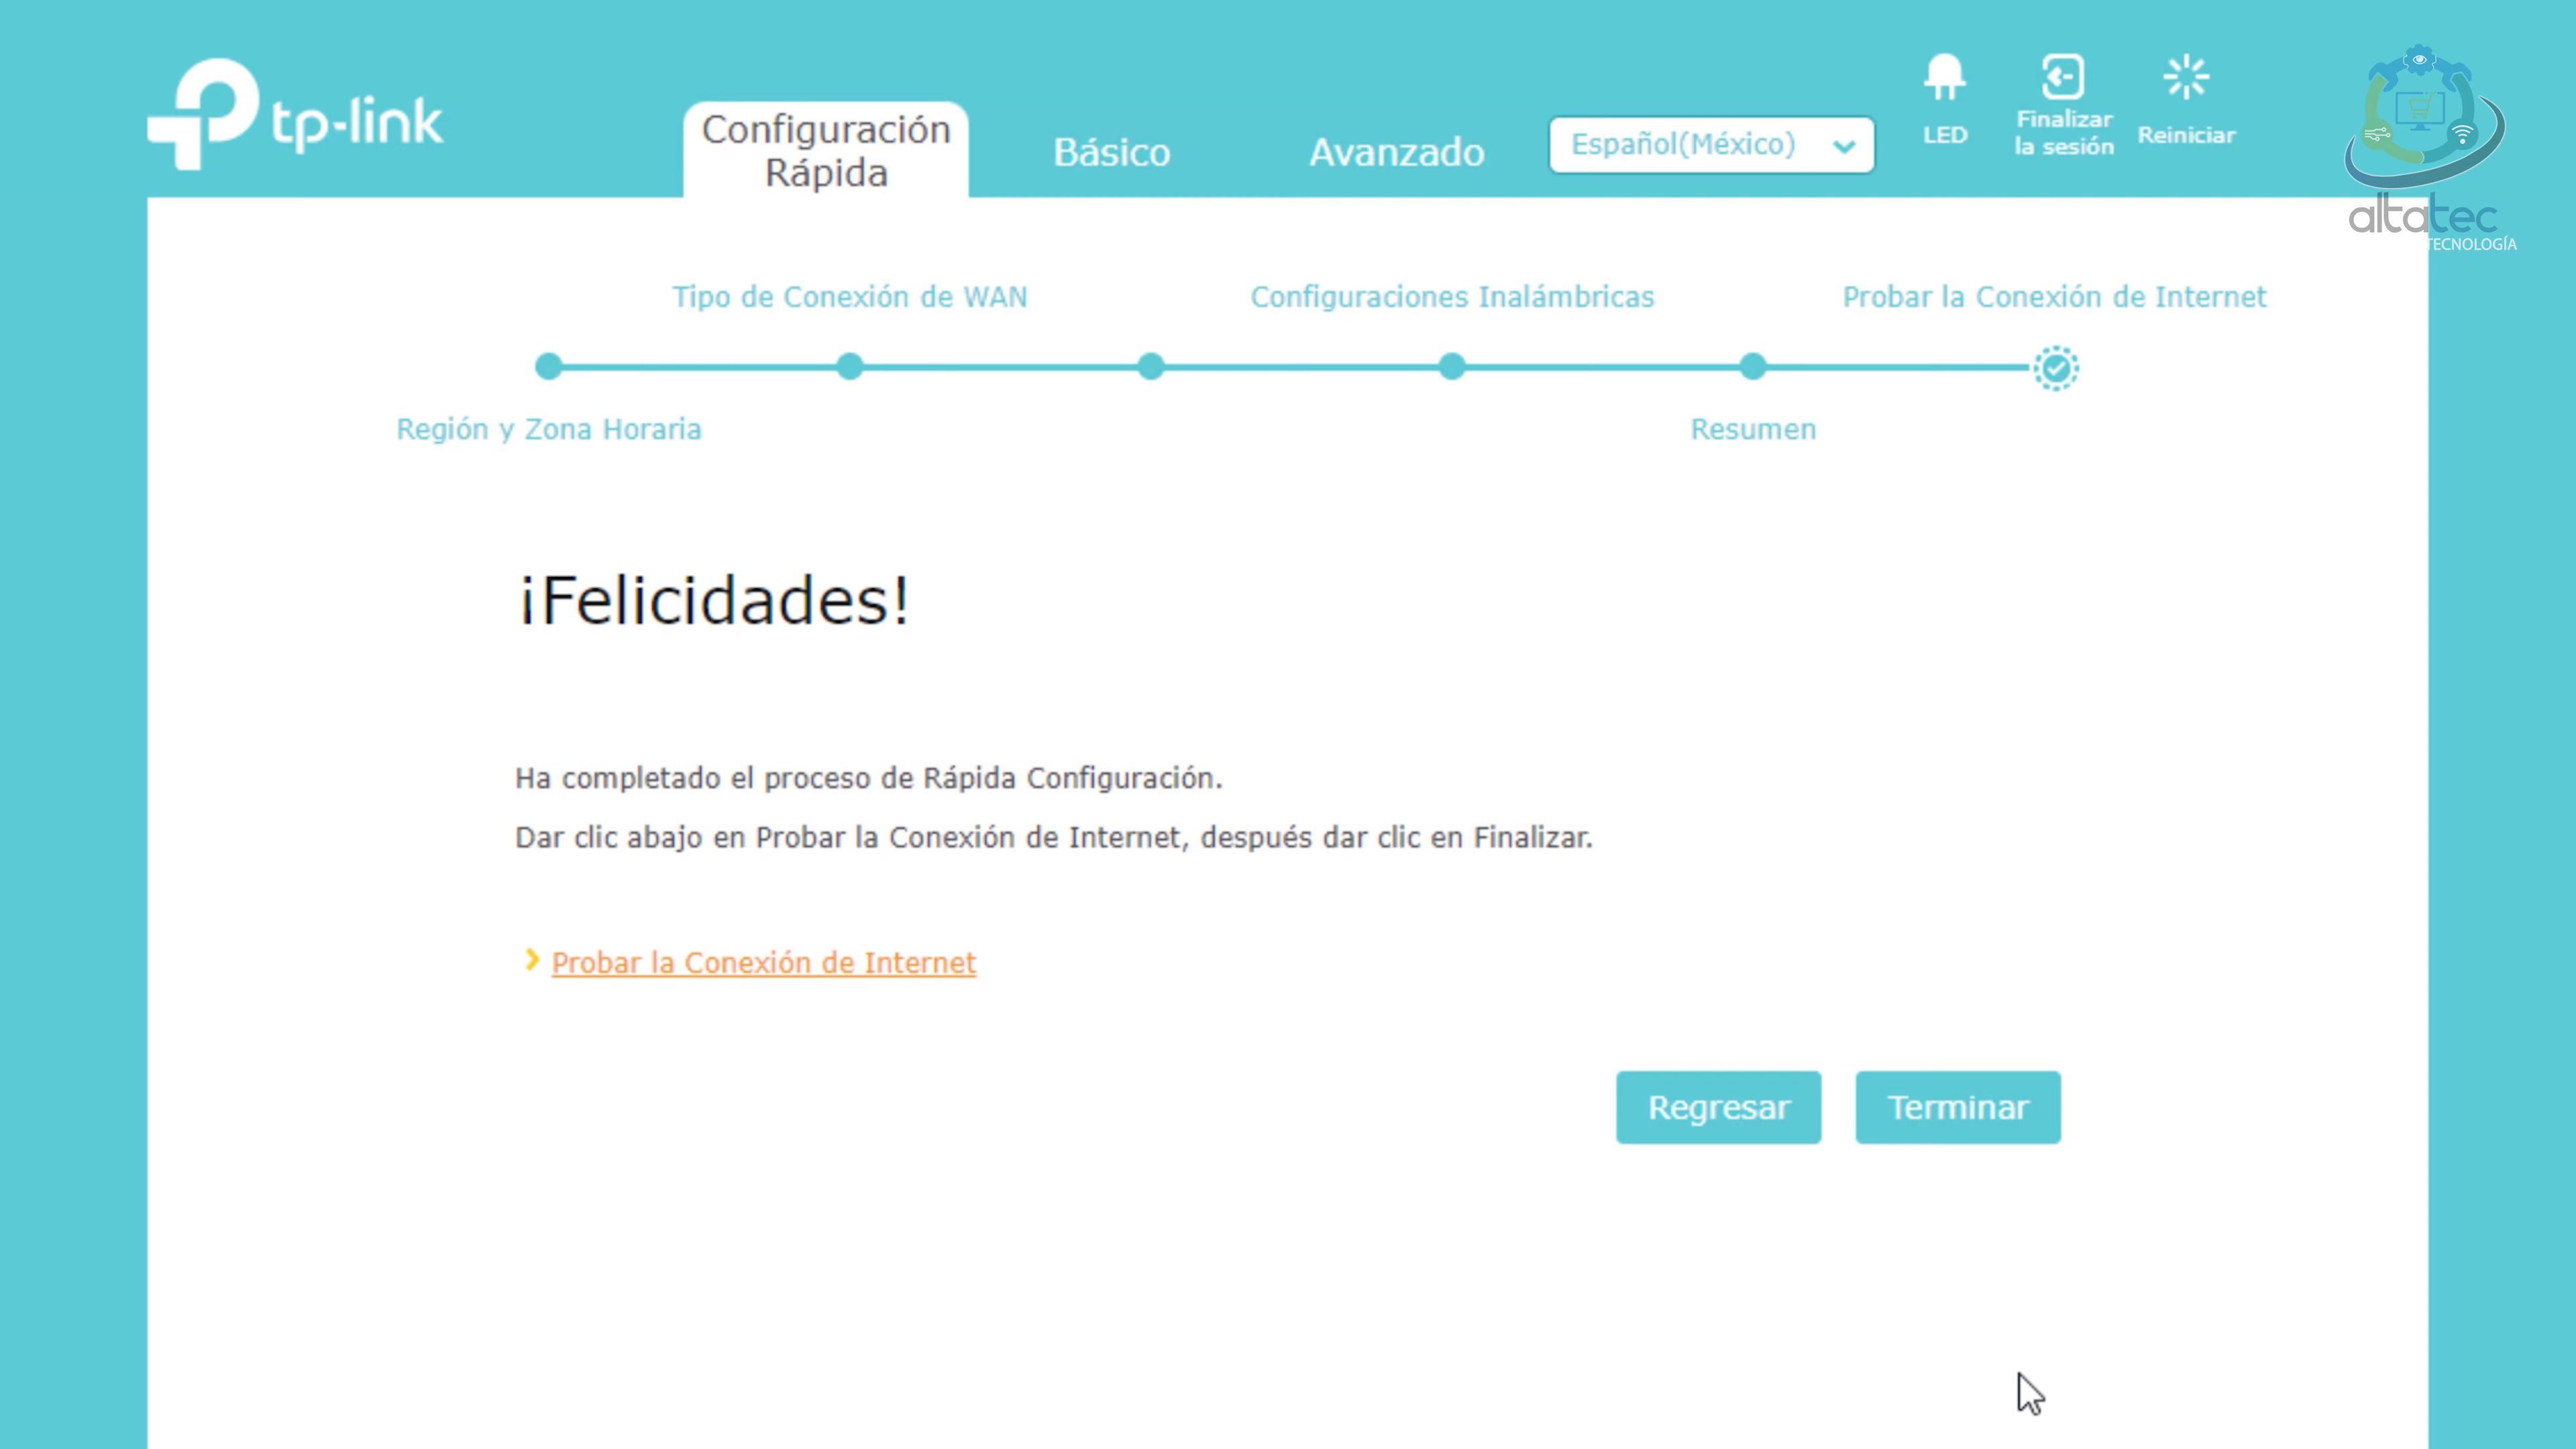 tp-link
Configuración
Rápida
Básico
Avanzado
Español(México)
LED
Finalizar
la sesión
Reiniciar
altatec
TECNOLOGÍA
Tipo de Conexión de WAN
Configuraciones Inalámbricas
Probar la Conexión de Internet
Región y Zona Horaria
Resumen
¡Felicidades!
Ha completado el proceso de Rápida Configuración.
Dar clic abajo en Probar la Conexión de Internet, después dar clic en Finalizar.
Probar la Conexión de Internet
Regresar
Terminar